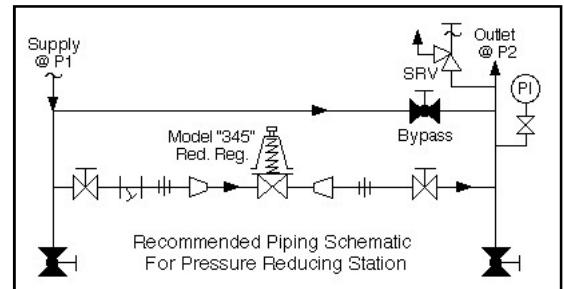 Supply
@ P1
Outlet
@ P2
SRV
PI
Bypass
Model "345"
Red. Reg.
Recommended Piping Schematic
For Pressure Reducing Station